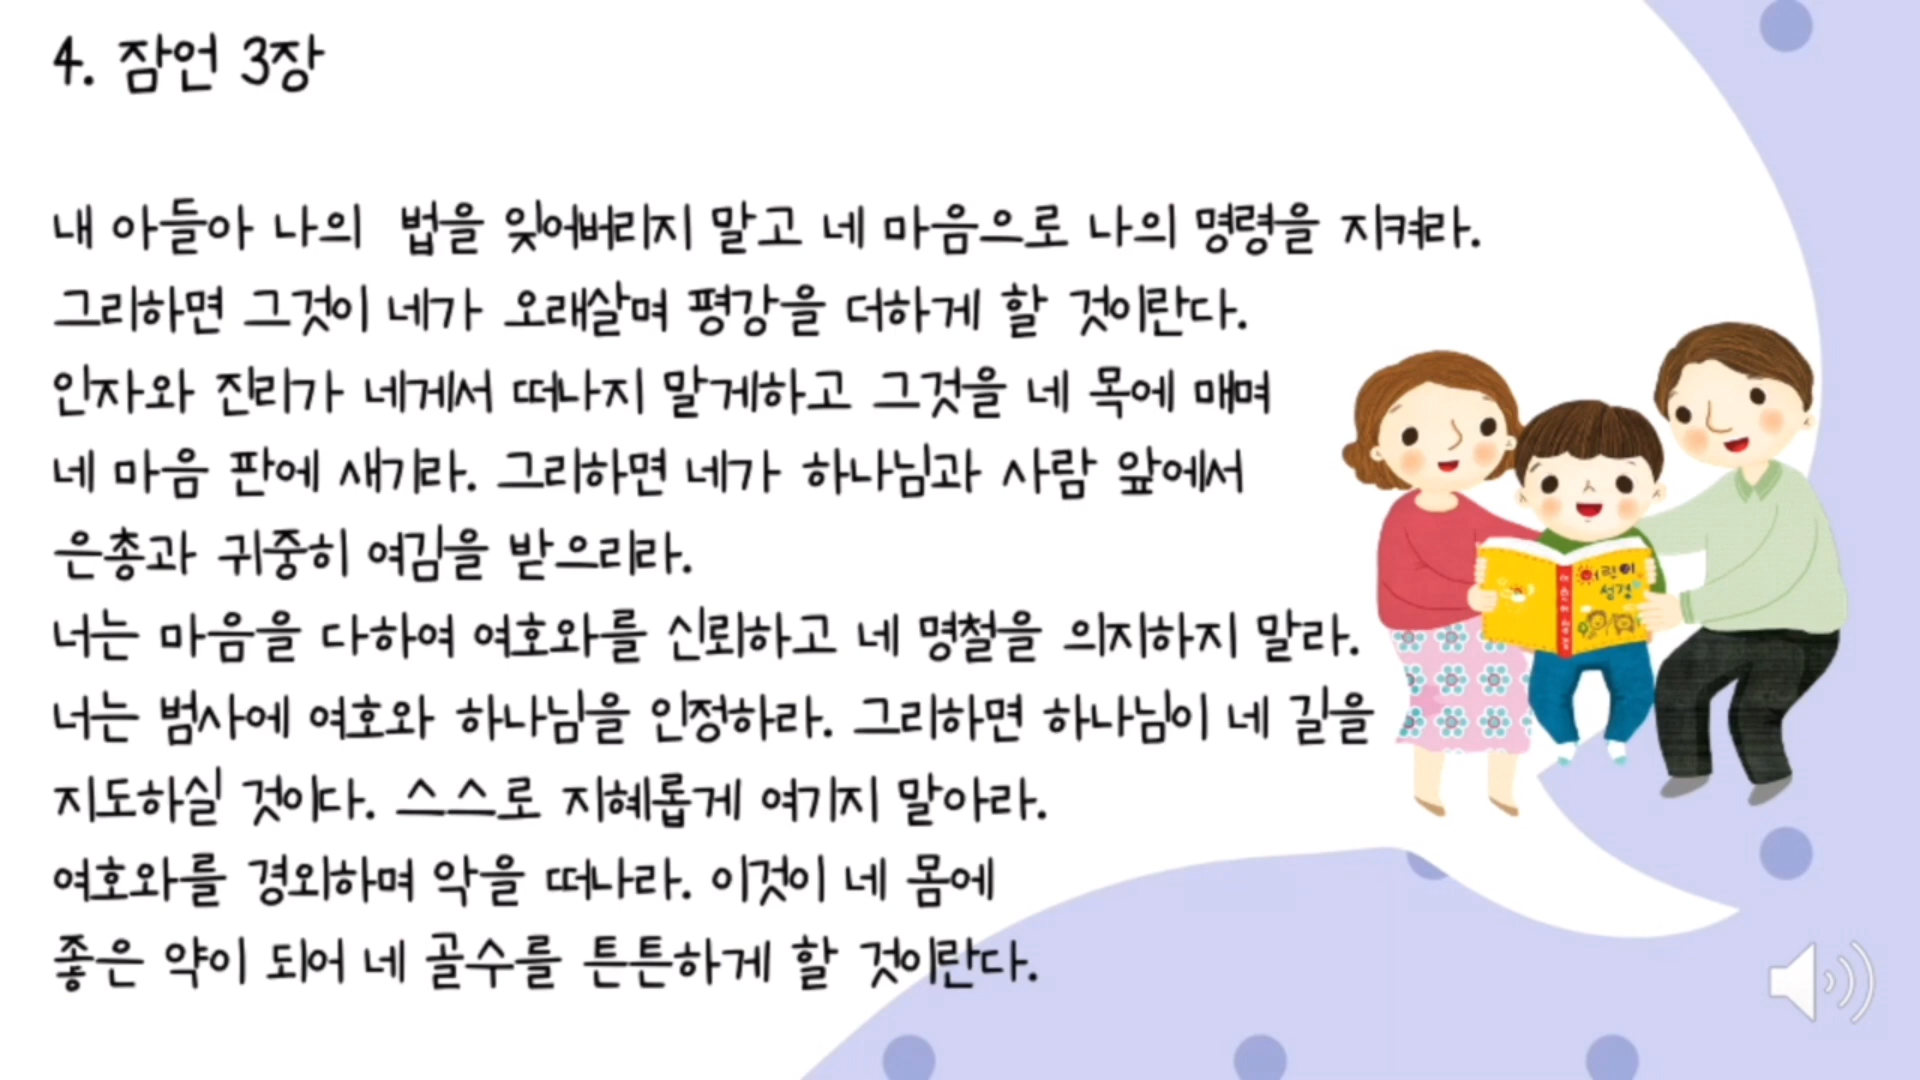 4. 잠언 3장
내 아들아 나의 법을 잊어버리지 말고 네 마음으로 나의 명령을 지켜라.
그리하면 그것이 네가 오래살며 평강을 더하게 할 것이란다.
인자와 진리가 네게서 떠나지 말게하고 그것을 네 목에 매며
네 마음 판에 새기라. 그리하면 네가 하나님과 사람 앞에서
은총과 귀중히 여김을 받으리라.
너는 마음을 다하여 여호와를 신뢰하고 네 명철을 의지하지 말라.
너는 범사에 여호와 하나님을 인정하라. 그리하면 하나님이 네 길을
지도하실 것이다. 스스로 지혜롭게 여기지 말아라.
여호와를 경외하며 악을 떠나라. 이것이 네 몸에
좋은 약이 되어 네 골수를 튼튼하게 할 것이란다.
어린이
성경